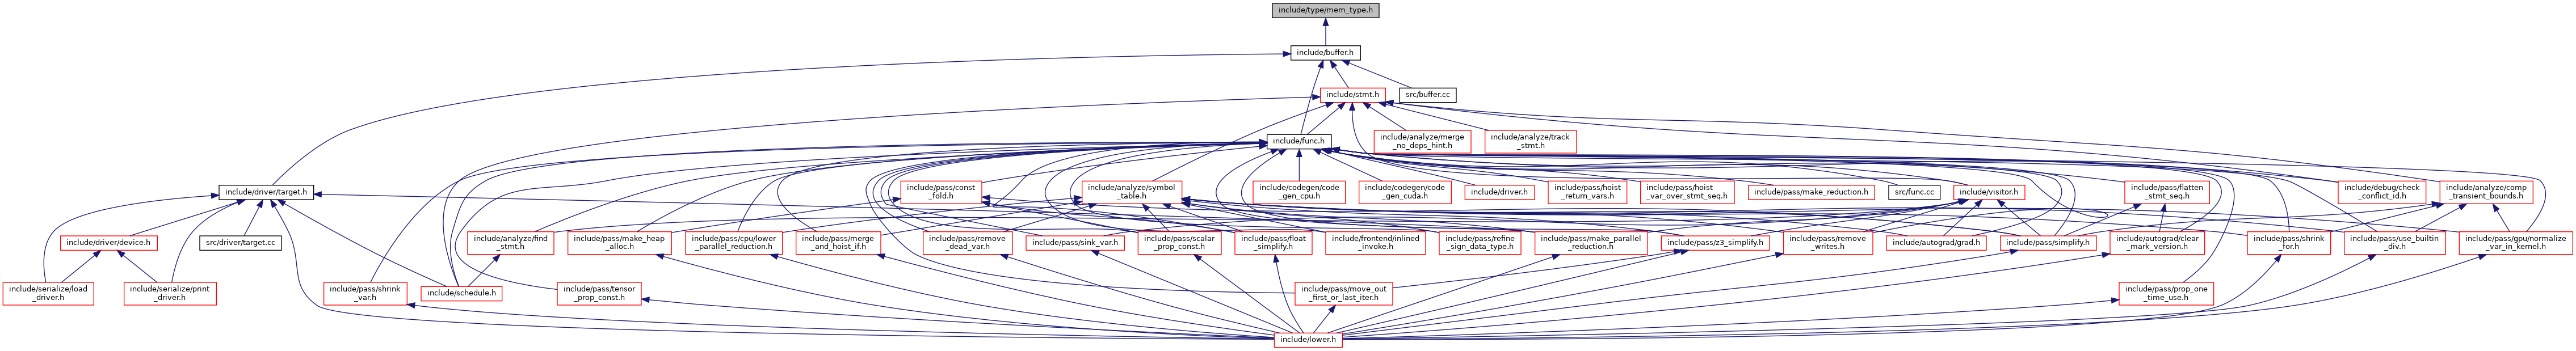 include/type/mem_type.h
include/buffer.h
include/stmt.h
src/buffer.cc
include/func.h
include/analyze/merge
_no_deps_hint.h
include/analyze/track
_stmt.h
include/driver/target.h
include/pass/const
_fold.h
include/analyze/symbol
_table.h
include/codegen/code
_gen_cpu.h
include/codegen/code
_gen_cuda.h
include/driver.h
include/pass/hoist
_return_vars.h
include/pass/hoist
_var_over_stmt_seq.h
include/pass/make_reduction.h
src/func.cc
include/visitor.h
include/pass/flatten
_stmt_seq.h
include/debug/check
_conflict_id.h
include/analyze/comp
_transient_bounds.h
include/driver/device.h
src/driver/target.cc
include/analyze/find
_stmt.h
include/pass/make_heap
_alloc.h
include/pass/cpu/lower
_parallel_reduction.h
include/pass/merge
_and_hoist_if.h
include/pass/remove
_dead_var.h
include/pass/sink_var.h
include/pass/scalar
_prop_const.h
include/pass/float
_simplify.h
include/frontend/inlined
_invoke.h
include/pass/refine
_sign_data_type.h
include/pass/make_parallel
_reduction.h
include/pass/z3_simplify.h
include/pass/remove
_writes.h
include/autograd/grad.h
include/pass/simplify.h
include/autograd/clear
_mark_version.h
include/pass/shrink
_for.h
include/pass/use_builtin
_div.h
include/pass/gpu/normalize
_var_in_kernel.h
include/serialize/load
_driver.h
include/serialize/print
_driver.h
include/pass/shrink
_var.h
include/schedule.h
include/pass/tensor
_prop_const.h
include/pass/move_out
_first_or_last_iter.h
include/pass/prop_one
_time_use.h
include/lower.h